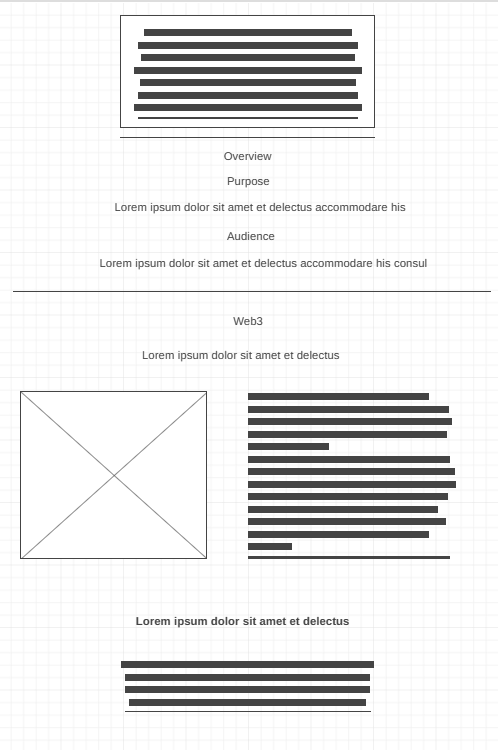 Overview
Purpose
Lorem ipsum dolor sit amet et delectus accommodare his
Audience
Lorem ipsum dolor sit amet et delectus accommodare his consul
Web3
Lorem ipsum dolor sit amet et delectus
Lorem ipsum dolor sit amet et delectus